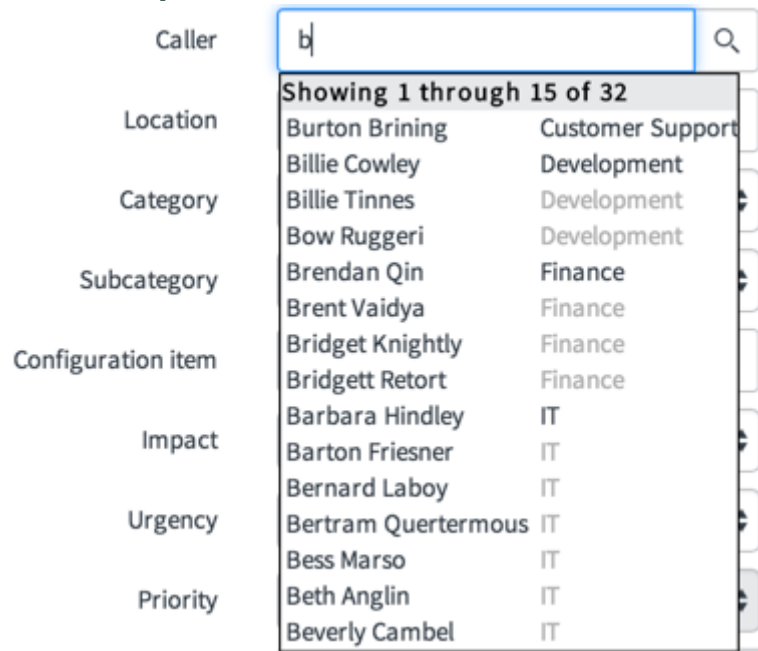 Caller b
Showing 1 through 15 of 32
Location Burton Brining Customer Support
Billie Cowley Development
Category Billie Tinnes Development
Bow Ruggeri Development
Subcategory Brendan Qin Finance
Brent Vaidya Finance
Configuration item Bridget Knightly Finance
Bridgett Retort Finance
Barbara Hindley IT
Impact Barton Friesner IT
Bernard Laboy IT
Urgency Bertram Quertermous IT
Bess Marso IT
Priority Beth Anglin IT
Beverly Cambel IT